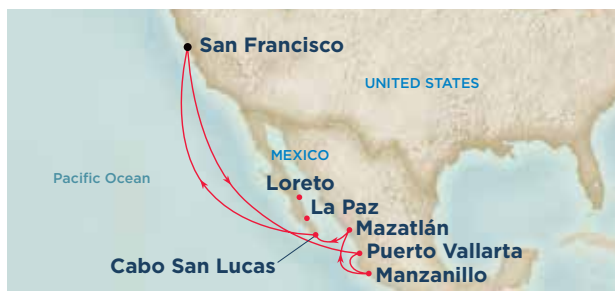 San Francisco
UNITED STATES
MEXICO
Pacific Ocean
Loreto
La Paz
Mazatlán
Puerto Vallarta
Cabo San Lucas
Manzanillo